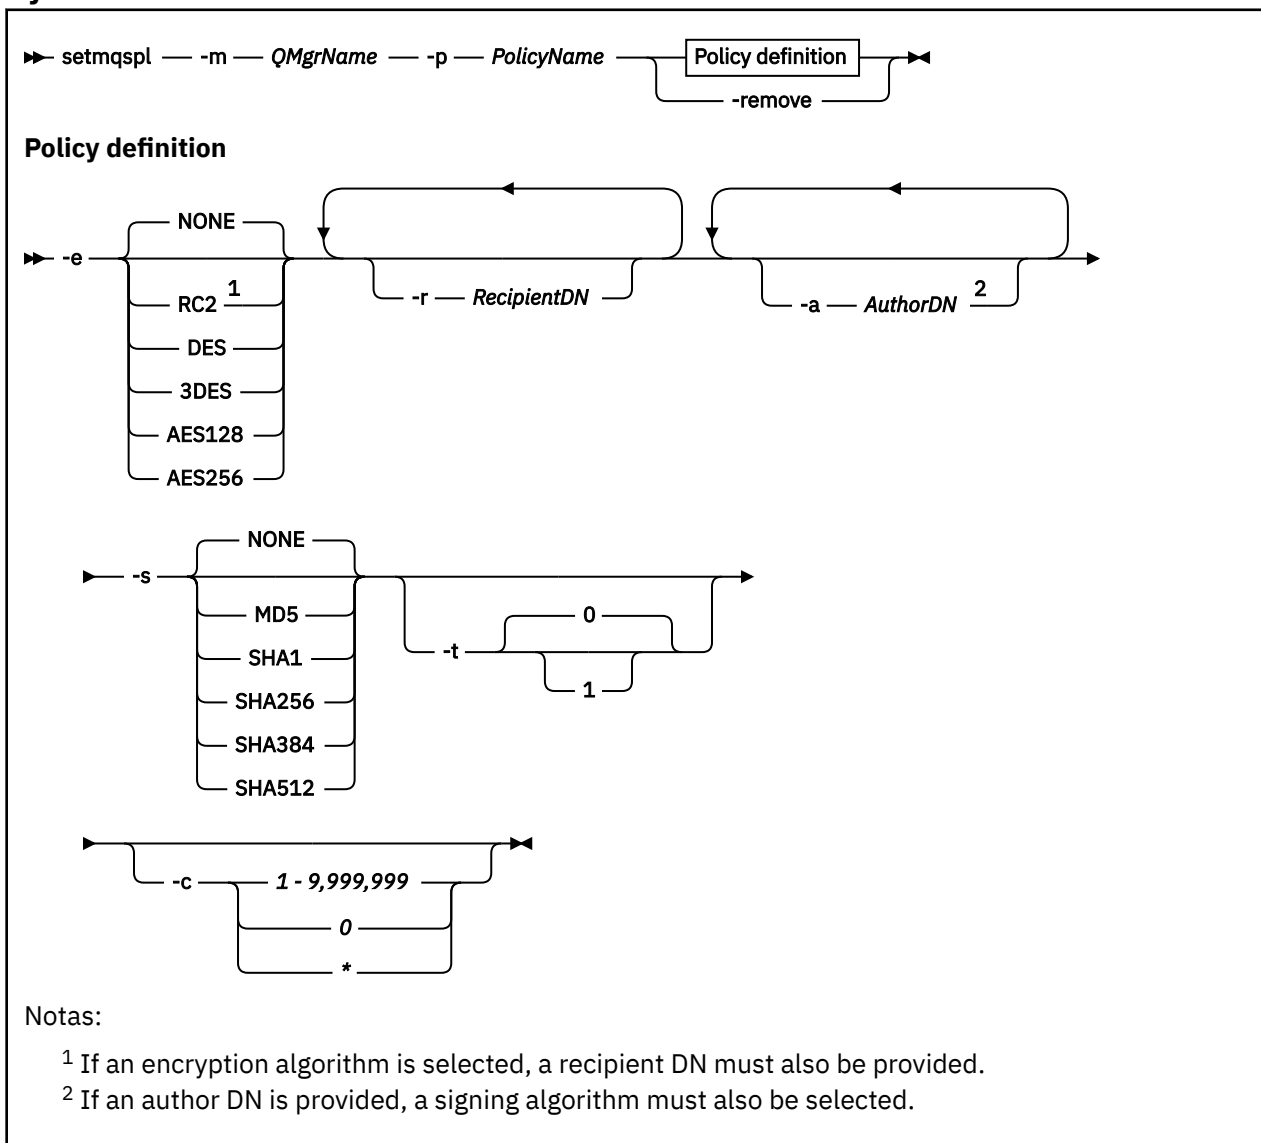 setmqspl -m QMgrName -p PolicyName Policy definition
-remove
Policy definition
NONE
-e
RC2 1
-r RecipientDN
-a AuthorDN 2
DES
3DES
AES128
AES256
NONE
-s
MD5
0
SHA1
-t
1
SHA256
SHA384
SHA512
-c 1 - 9,999,999
0
*
Notas:
1 If an encryption algorithm is selected, a recipient DN must also be provided.
2 If an author DN is provided, a signing algorithm must also be selected.